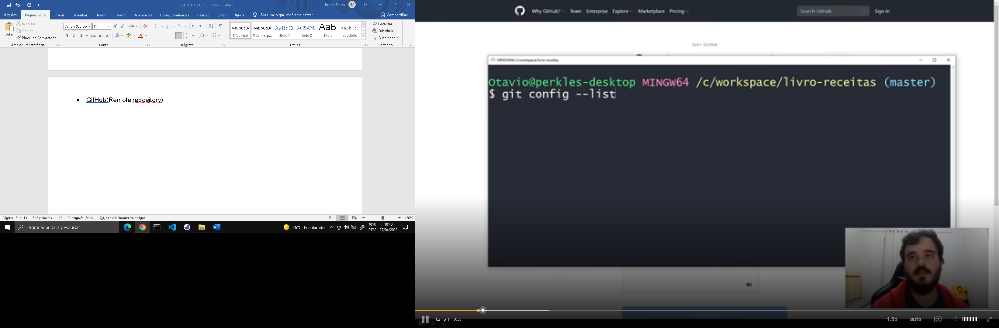 S.F.D. Git e GitHub.docx - Word
Bruno Souza BS
Arquivo Página Inicial Inserir Desenhar Design Layout Referências Correspondências Revisão Exibir Ajuda Diga-me o que você deseja fazer Compartilhar
Colar
Recortar
Copiar
Pincel de Formatação
Área de Transferência
Calibri (Corpo 11
Aa
N I S abc x₂ x² A A
Fonte
Parágrafo
AaBbCcDc AaBbCcDc AaBbC( AaBbCcE AaB AaBbCcD
¶ Normal ¶ Sem Esp... Título 1 Título 2 Título Subtítulo
Estilos
Localizar
Substituir
Selecionar
Editando
• GitHub(Remote repository):
Página 13 de 13 843 palavras Português (Brasil) Acessibilidade: investigar 130%
Digite aqui para pesquisar
26°C Ensolarado
POR
PTB2
10:40
27/04/2022
Why GitHub? Team Enterprise Explore Marketplace Pricing Search GitHub / Sign in
Join GitHub
MINGW64:/c/workspace/livro-receitas
Otavio@perkles-desktop MINGW64 /c/workspace/livro-receitas (master)
$ git config --list
02:16 | 19:35
1.5x auto CC